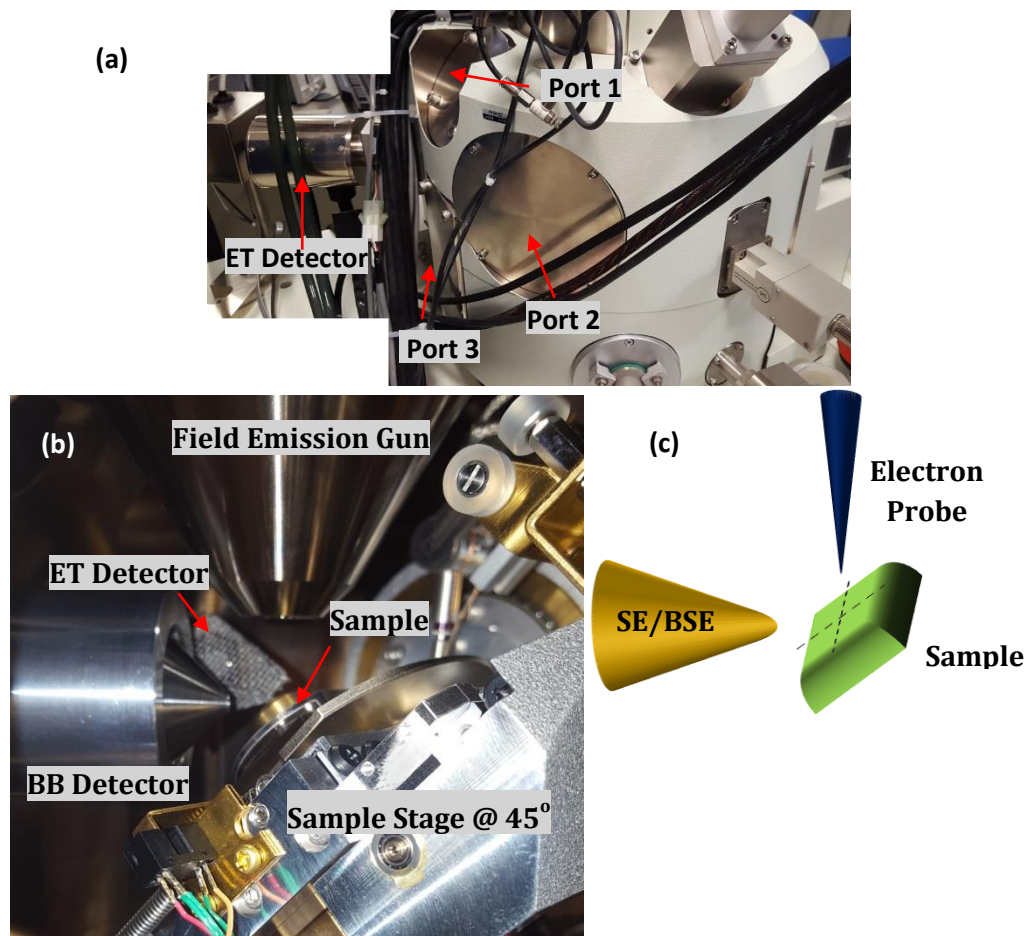 (a)
Port 1
ET Detector
Port 2
Port 3
(b)
Field Emission Gun
(c)
Electron
Probe
ET Detector
Sample
SE/BSE
Sample
BB Detector
Sample Stage @ 45°